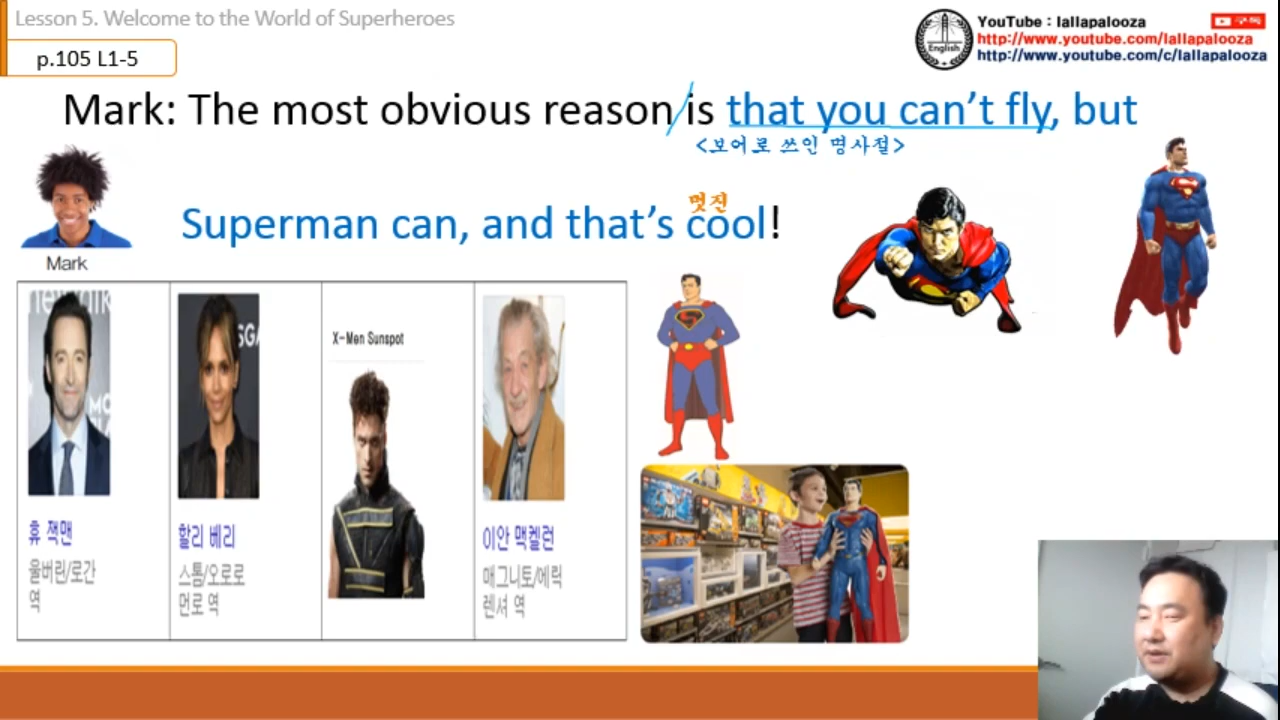 Lesson 5. Welcome to the World of Superheroes
YouTube : lallapalooza
구독
http://www.youtube.com/lallapalooza
http://www.youtube.com/c/lallapalooza
English
p.105 L1-5
Mark: The most obvious reason is that you can't fly, but
<보어로 쓰인 명사절>
멋진
Superman can, and that's cool!
Mark
X-Men Sunspot
휴 잭맨
울버린/로간
역
할리 베리
스톰/오로로
먼로 역
이안 맥켈런
매그니토/에릭
렌셔 역